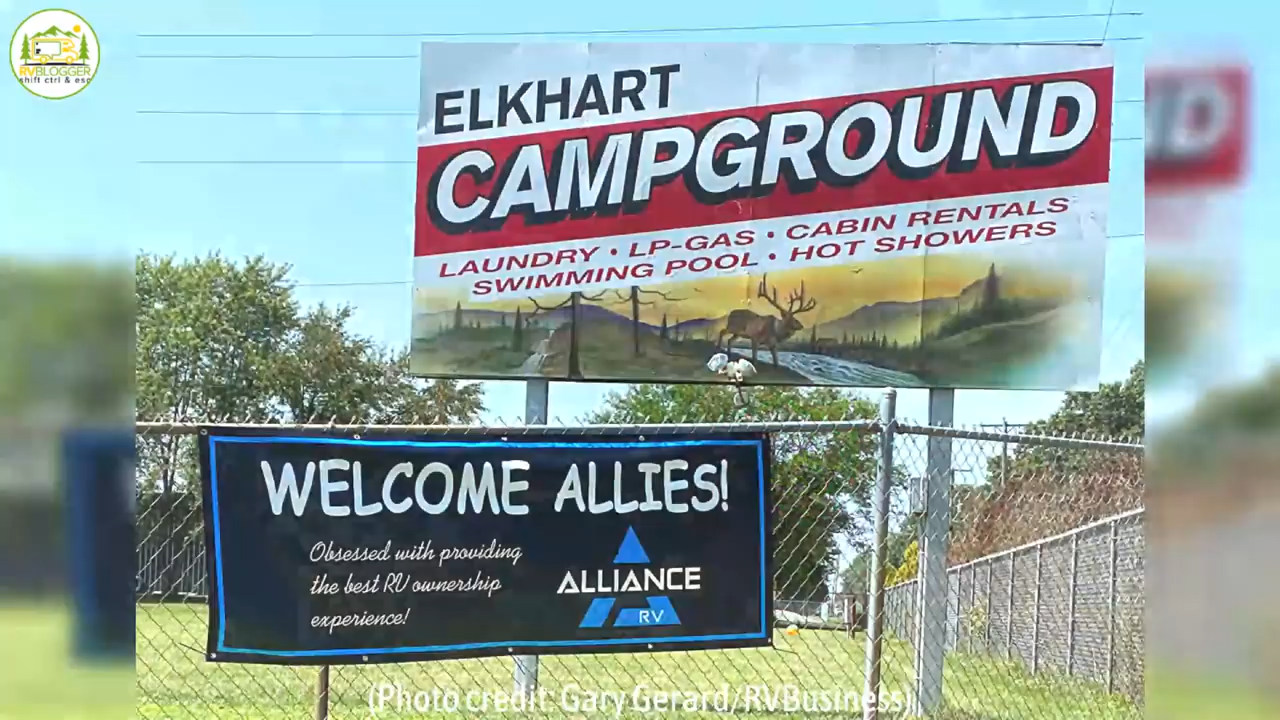 RVBLOGGER
shift ctrl & esc
ELKHART
CAMPGROUND
LAUNDRY • LP-GAS • CABIN RENTALS
SWIMMING POOL • HOT SHOWERS
WELCOME ALLIES!
Obsessed with providing
the best RV ownership
experience!
ALLIANCE
RV
(Photo credit: Gary Gerard/RVBusiness)
ND